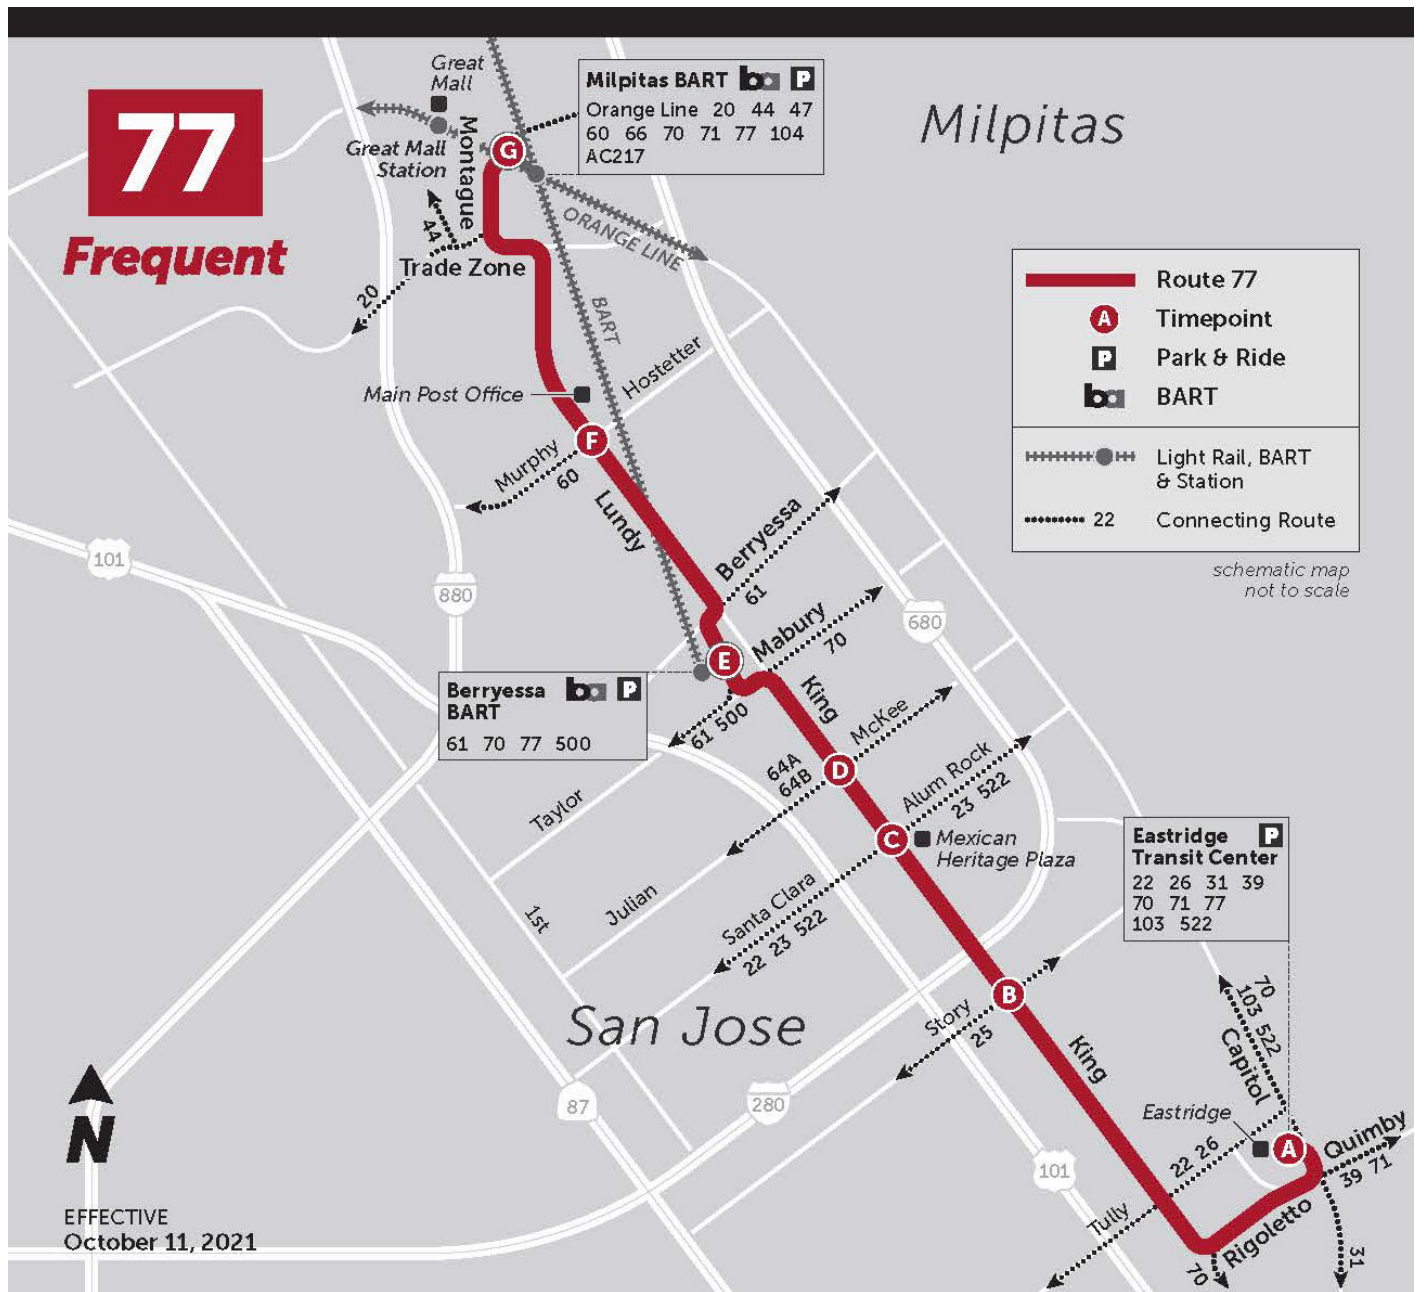 77
Frequent
Great
Mall
Great Mall
Station
Montague
G
Milpitas BART ba P
Orange Line 20 44 47
60 66 70 71 77 104
AC217
Milpitas
44
Trade Zone
20
ORANGE LINE
BART
Hostetter
Main Post Office
F
Murphy
60
Lundy
Route 77
A Timepoint
P Park & Ride
ba BART
Light Rail, BART
& Station
22 Connecting Route
schematic map
not to scale
101
880
680
Berryessa
61
Mabury
70
E
Berryessa ba P
BART
61 70 77 500
61 500
King
McKee
64A
64B
D
Taylor
Alum Rock
23 522
C
Mexican
Heritage Plaza
Julian
1st
Santa Clara
22 23 522
Eastridge P
Transit Center
22 26 31 39
70 71 77
103 522
San Jose
B
Story
25
King
70
103 522
Capitol
87
280
101
Eastridge
A
Quimby
39 71
22 26
Tully
Rigoletto
70
31
N
EFFECTIVE
October 11, 2021